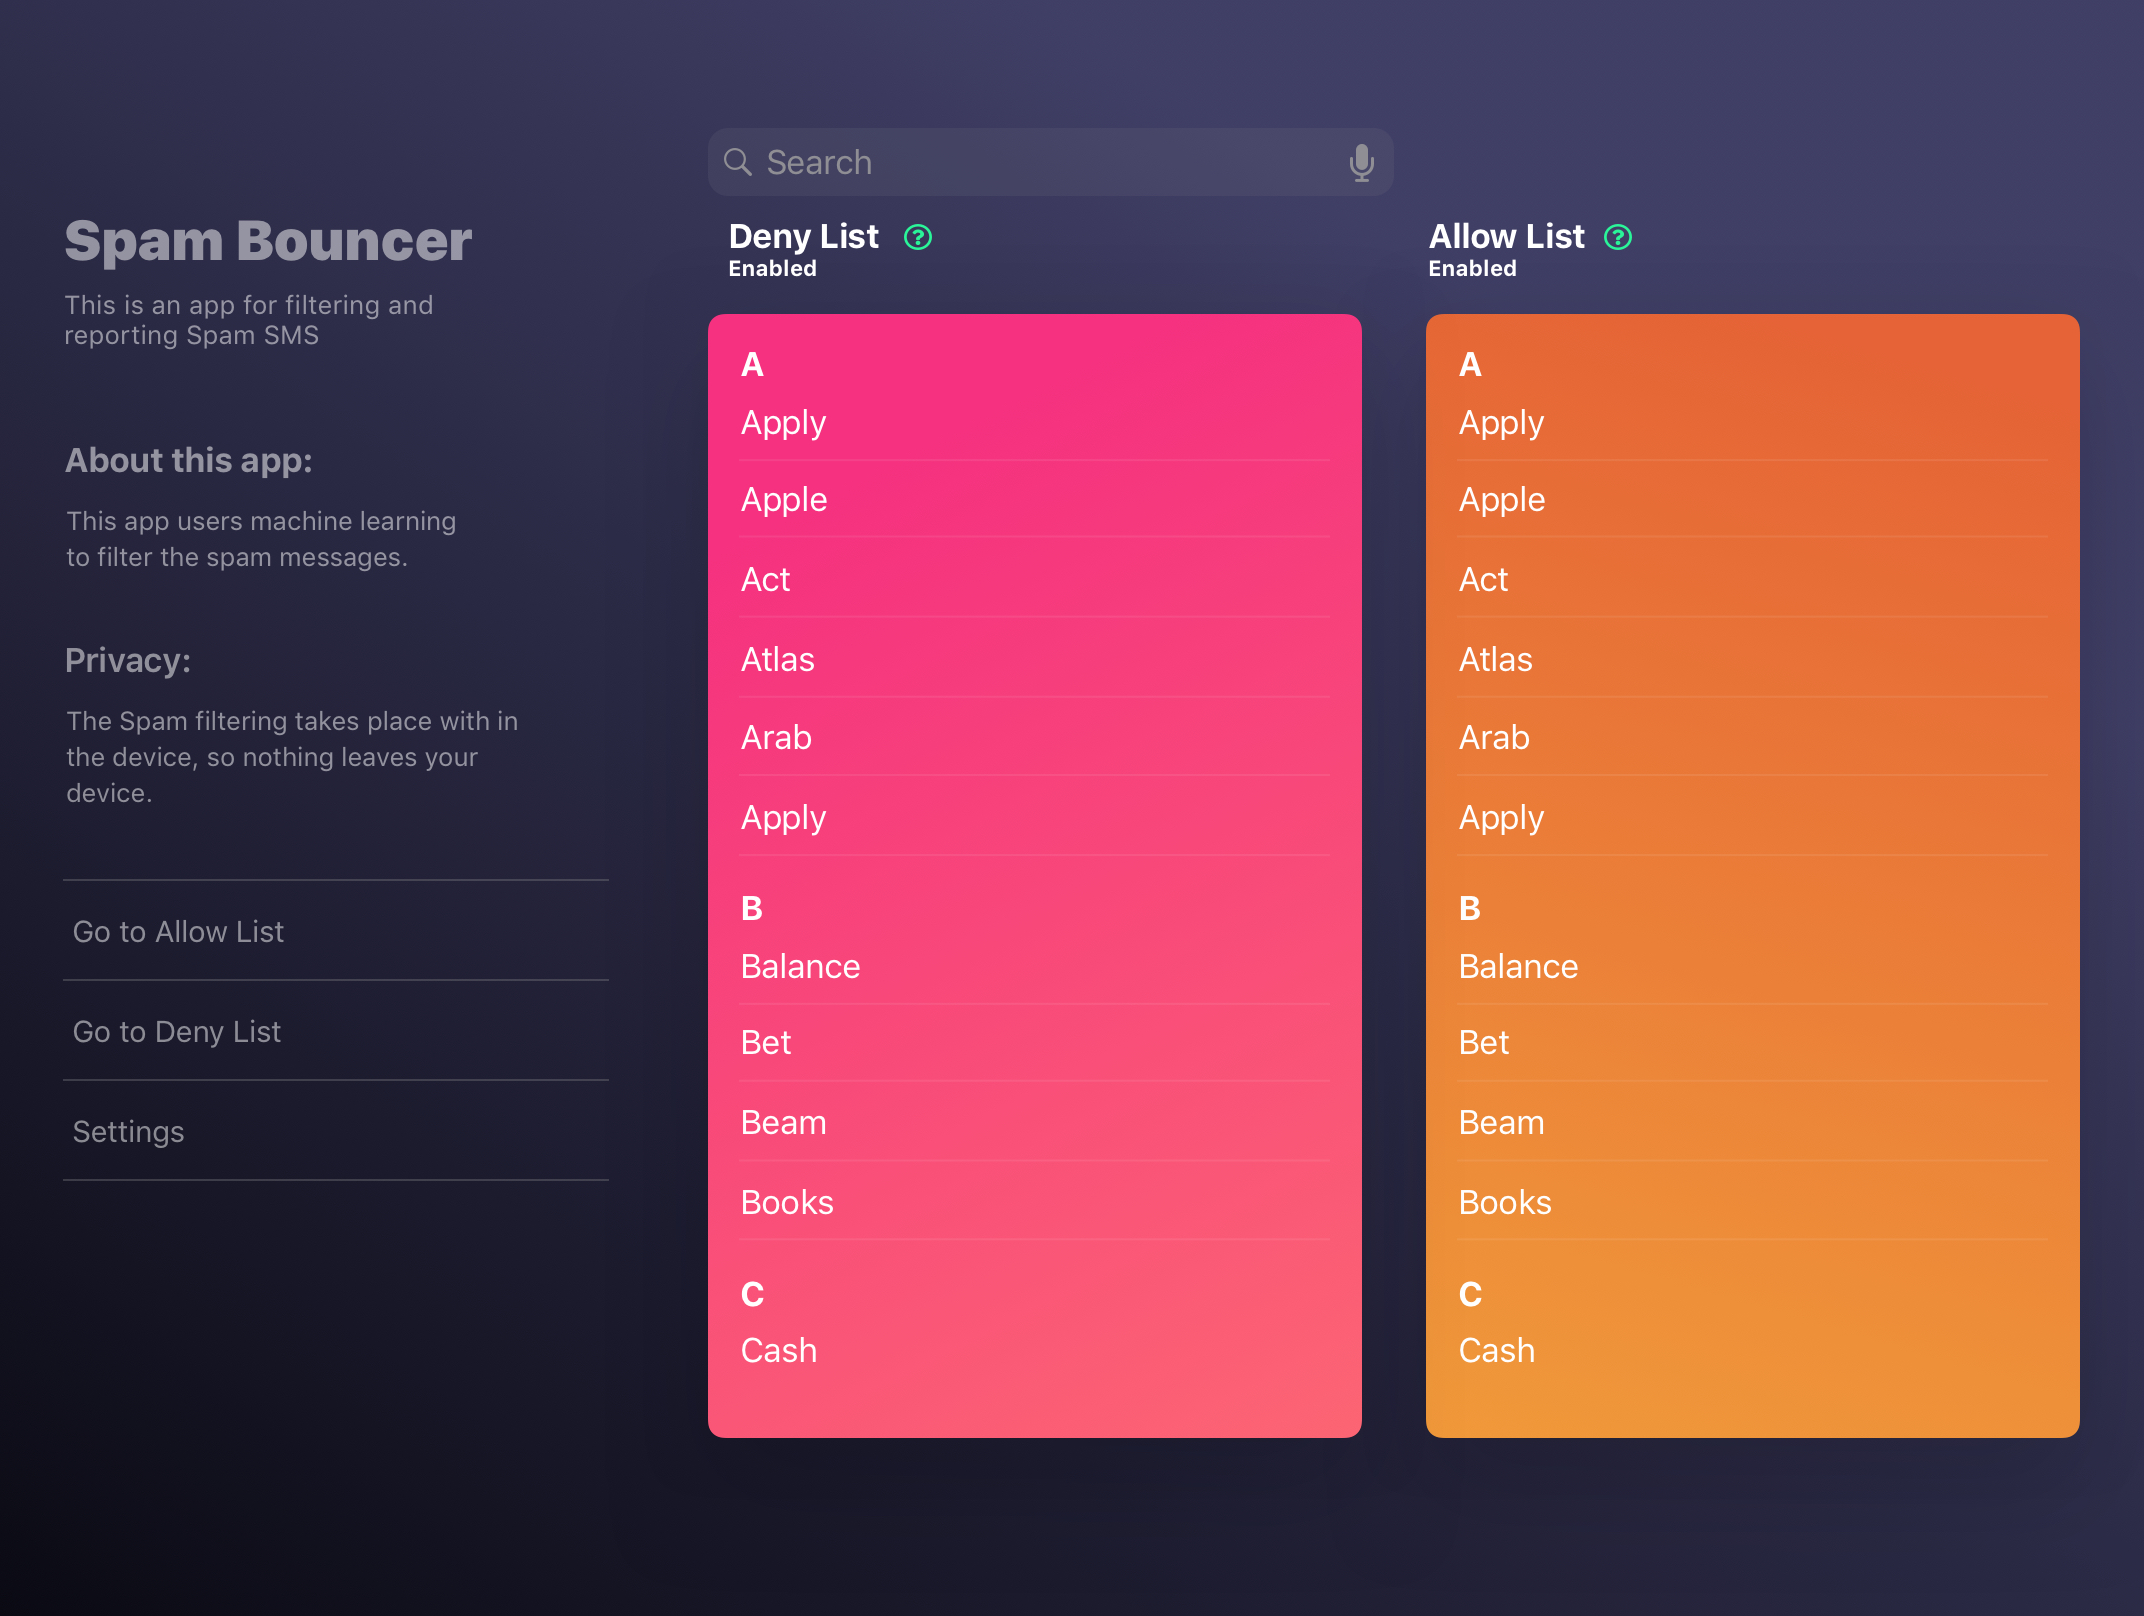 Spam Bouncer
This is an app for filtering and
reporting Spam SMS
About this app:
This app users machine learning
to filter the spam messages.
Privacy:
The Spam filtering takes place with in
the device, so nothing leaves your
device.
Go to Allow List
Go to Deny List
Settings
Search
Deny List
Enabled
A
Apply
Apple
Act
Atlas
Arab
Apply
B
Balance
Bet
Beam
Books
C
Cash
Allow List
Enabled
A
Apply
Apple
Act
Atlas
Arab
Apply
B
Balance
Bet
Beam
Books
C
Cash